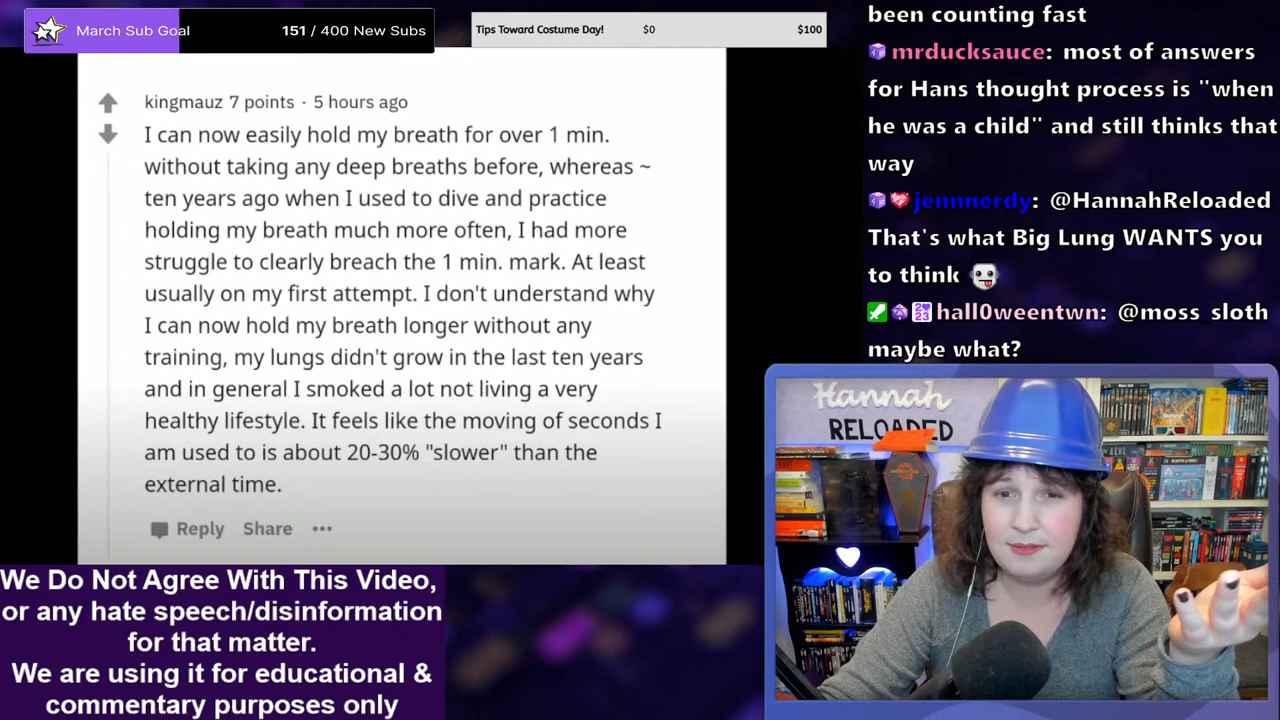 March Sub Goal
151 / 400 New Subs
Tips Toward Costume Day!
$0
$100
kingmauz 7 points · 5 hours ago
I can now easily hold my breath for over 1 min.
without taking any deep breaths before, whereas ~
ten years ago when I used to dive and practice
holding my breath much more often, I had more
struggle to clearly breach the 1 min. mark. At least
usually on my first attempt. I don't understand why
I can now hold my breath longer without any
training, my lungs didn't grow in the last ten years
and in general I smoked a lot not living a very
healthy lifestyle. It feels like the moving of seconds I
am used to is about 20-30% "slower" than the
external time.
Reply Share ···
We Do Not Agree With This Video,
or any hate speech/disinformation
for that matter.
We are using it for educational &
commentary purposes only
been counting fast
mrducksauce: most of answers
for Hans thought process is "when
he was a child" and still thinks that
way
jennnerdy: @HannahReloaded
That's what Big Lung WANTS you
to think
hall0weentwn: @moss_sloth
maybe what?
Hannah
RELOADED